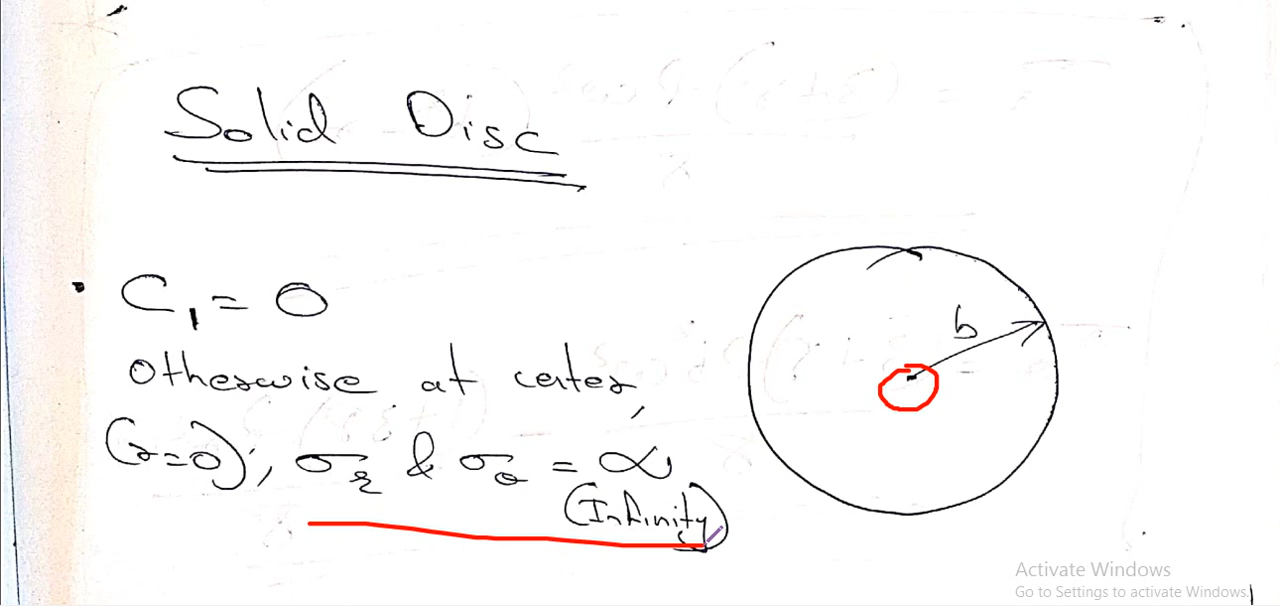 Solid Disc
C₁ = 0
otherwise at center,
(r=0); σr & σθ = ∞
(Infinity)
b
Activate Windows
Go to Settings to activate Windows.